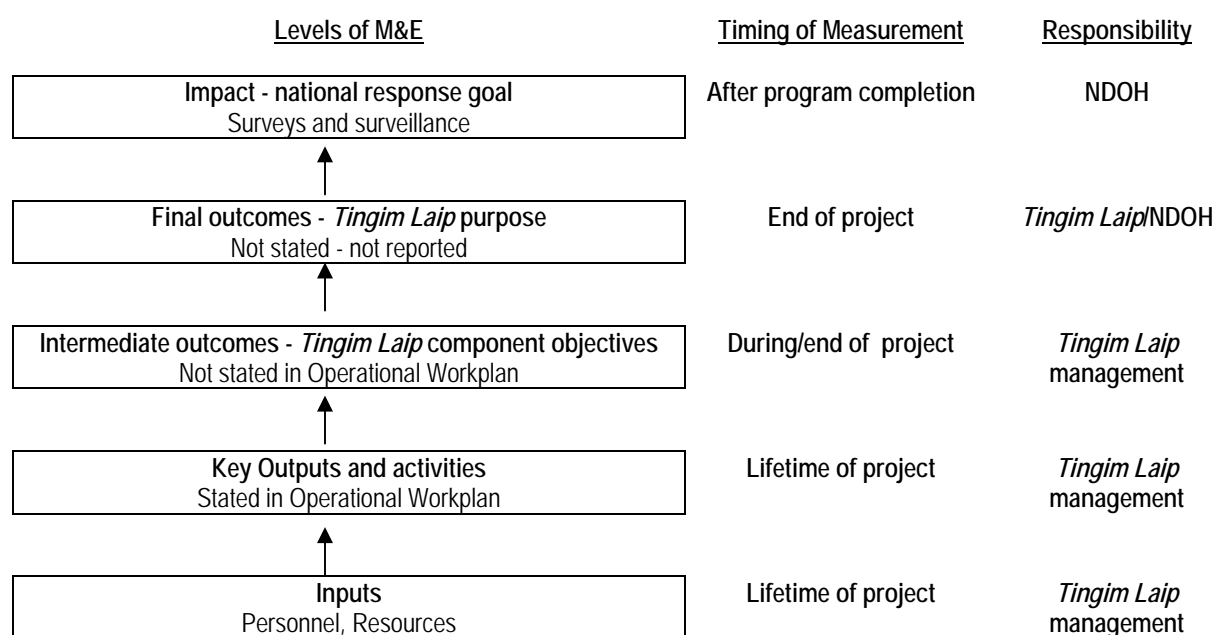 Levels of M&E Timing of Measurement Responsibility
Impact - national response goal After program completion NDOH
Surveys and surveillance
Final outcomes - Tingim Laip purpose End of project Tingim Laip/NDOH
Not stated - not reported
Intermediate outcomes - Tingim Laip component objectives During/end of project Tingim Laip
Not stated in Operational Workplan management
Key Outputs and activities Lifetime of project Tingim Laip
Stated in Operational Workplan management
Inputs Lifetime of project Tingim Laip
Personnel, Resources management